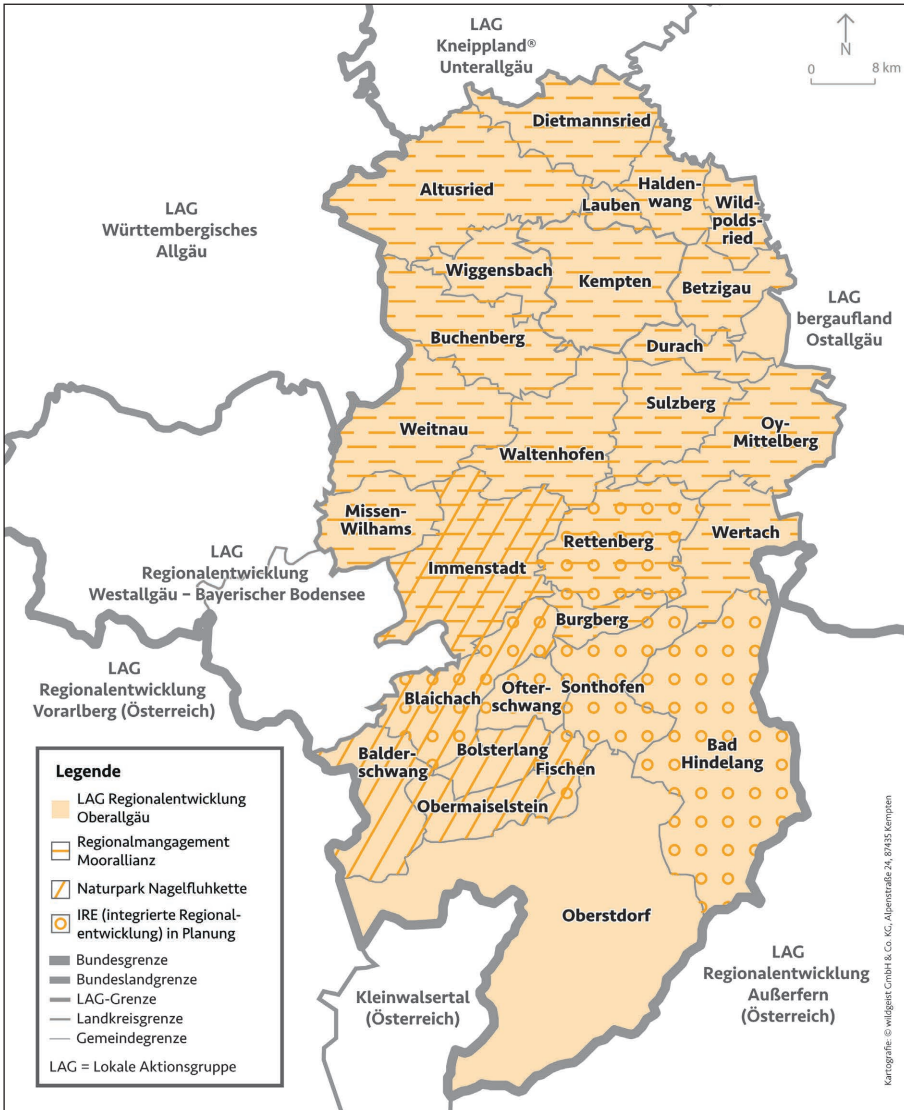 LAG
Kneippland®
Unterallgäu
N
0 8 km
Dietmannsried
Altusried
Lauben
Halden-
wang
Wild-
polds-
ried
LAG
Württembergisches
Allgäu
Wiggensbach
Kempten
Betzigau
LAG
bergaufland
Ostallgäu
Buchenberg
Durach
Sulzberg
Weitnau
Oy-
Mittelberg
Waltenhofen
Missen-
Wilhams
Rettenberg
Wertach
LAG
Regionalentwicklung
Westallgäu – Bayerischer Bodensee
Immenstadt
Burgberg
LAG
Regionalentwicklung
Vorarlberg (Österreich)
Blaichach
Ofter-
schwang
Sonthofen
Balder-
schwang
Bolsterlang
Fischen
Bad
Hindelang
Obermaiselstein
Oberstdorf
Kleinwalsertal
(Österreich)
LAG
Regionalentwicklung
Außerfern
(Österreich)
Legende
LAG Regionalentwicklung
Oberallgäu
Regionalmangagement
Moorallianz
Naturpark Nagelfluhkette
IRE (integrierte Regional-
entwicklung) in Planung
Bundesgrenze
Bundeslandgrenze
LAG-Grenze
Landkreisgrenze
Gemeindegrenze
LAG = Lokale Aktionsgruppe
Kartografie: © wildgeist GmbH & Co. KG, Alpenstraße 24, 87435 Kempten